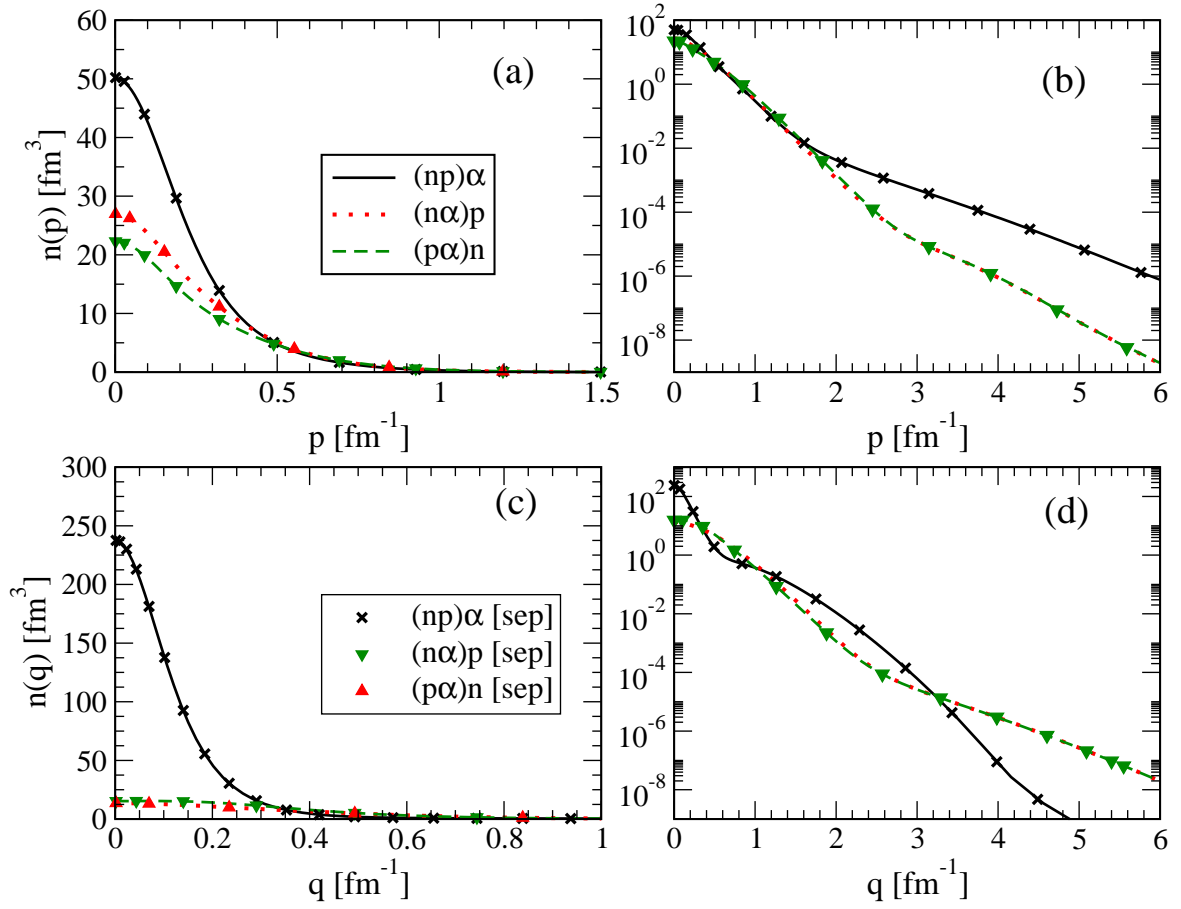 60
50
40
30
20
10
0
n(p) [fm^3]
(a)
(np)α
(nα)p
(pα)n
0 0.5 1 1.5
p [fm^-1]
10^2
10^0
10^-2
10^-4
10^-6
10^-8
(b)
0 1 2 3 4 5 6
p [fm^-1]
300
250
200
150
100
50
0
n(q) [fm^3]
(c)
(np)α [sep]
(nα)p [sep]
(pα)n [sep]
0 0.2 0.4 0.6 0.8 1
q [fm^-1]
10^2
10^0
10^-2
10^-4
10^-6
10^-8
(d)
0 1 2 3 4 5 6
q [fm^-1]